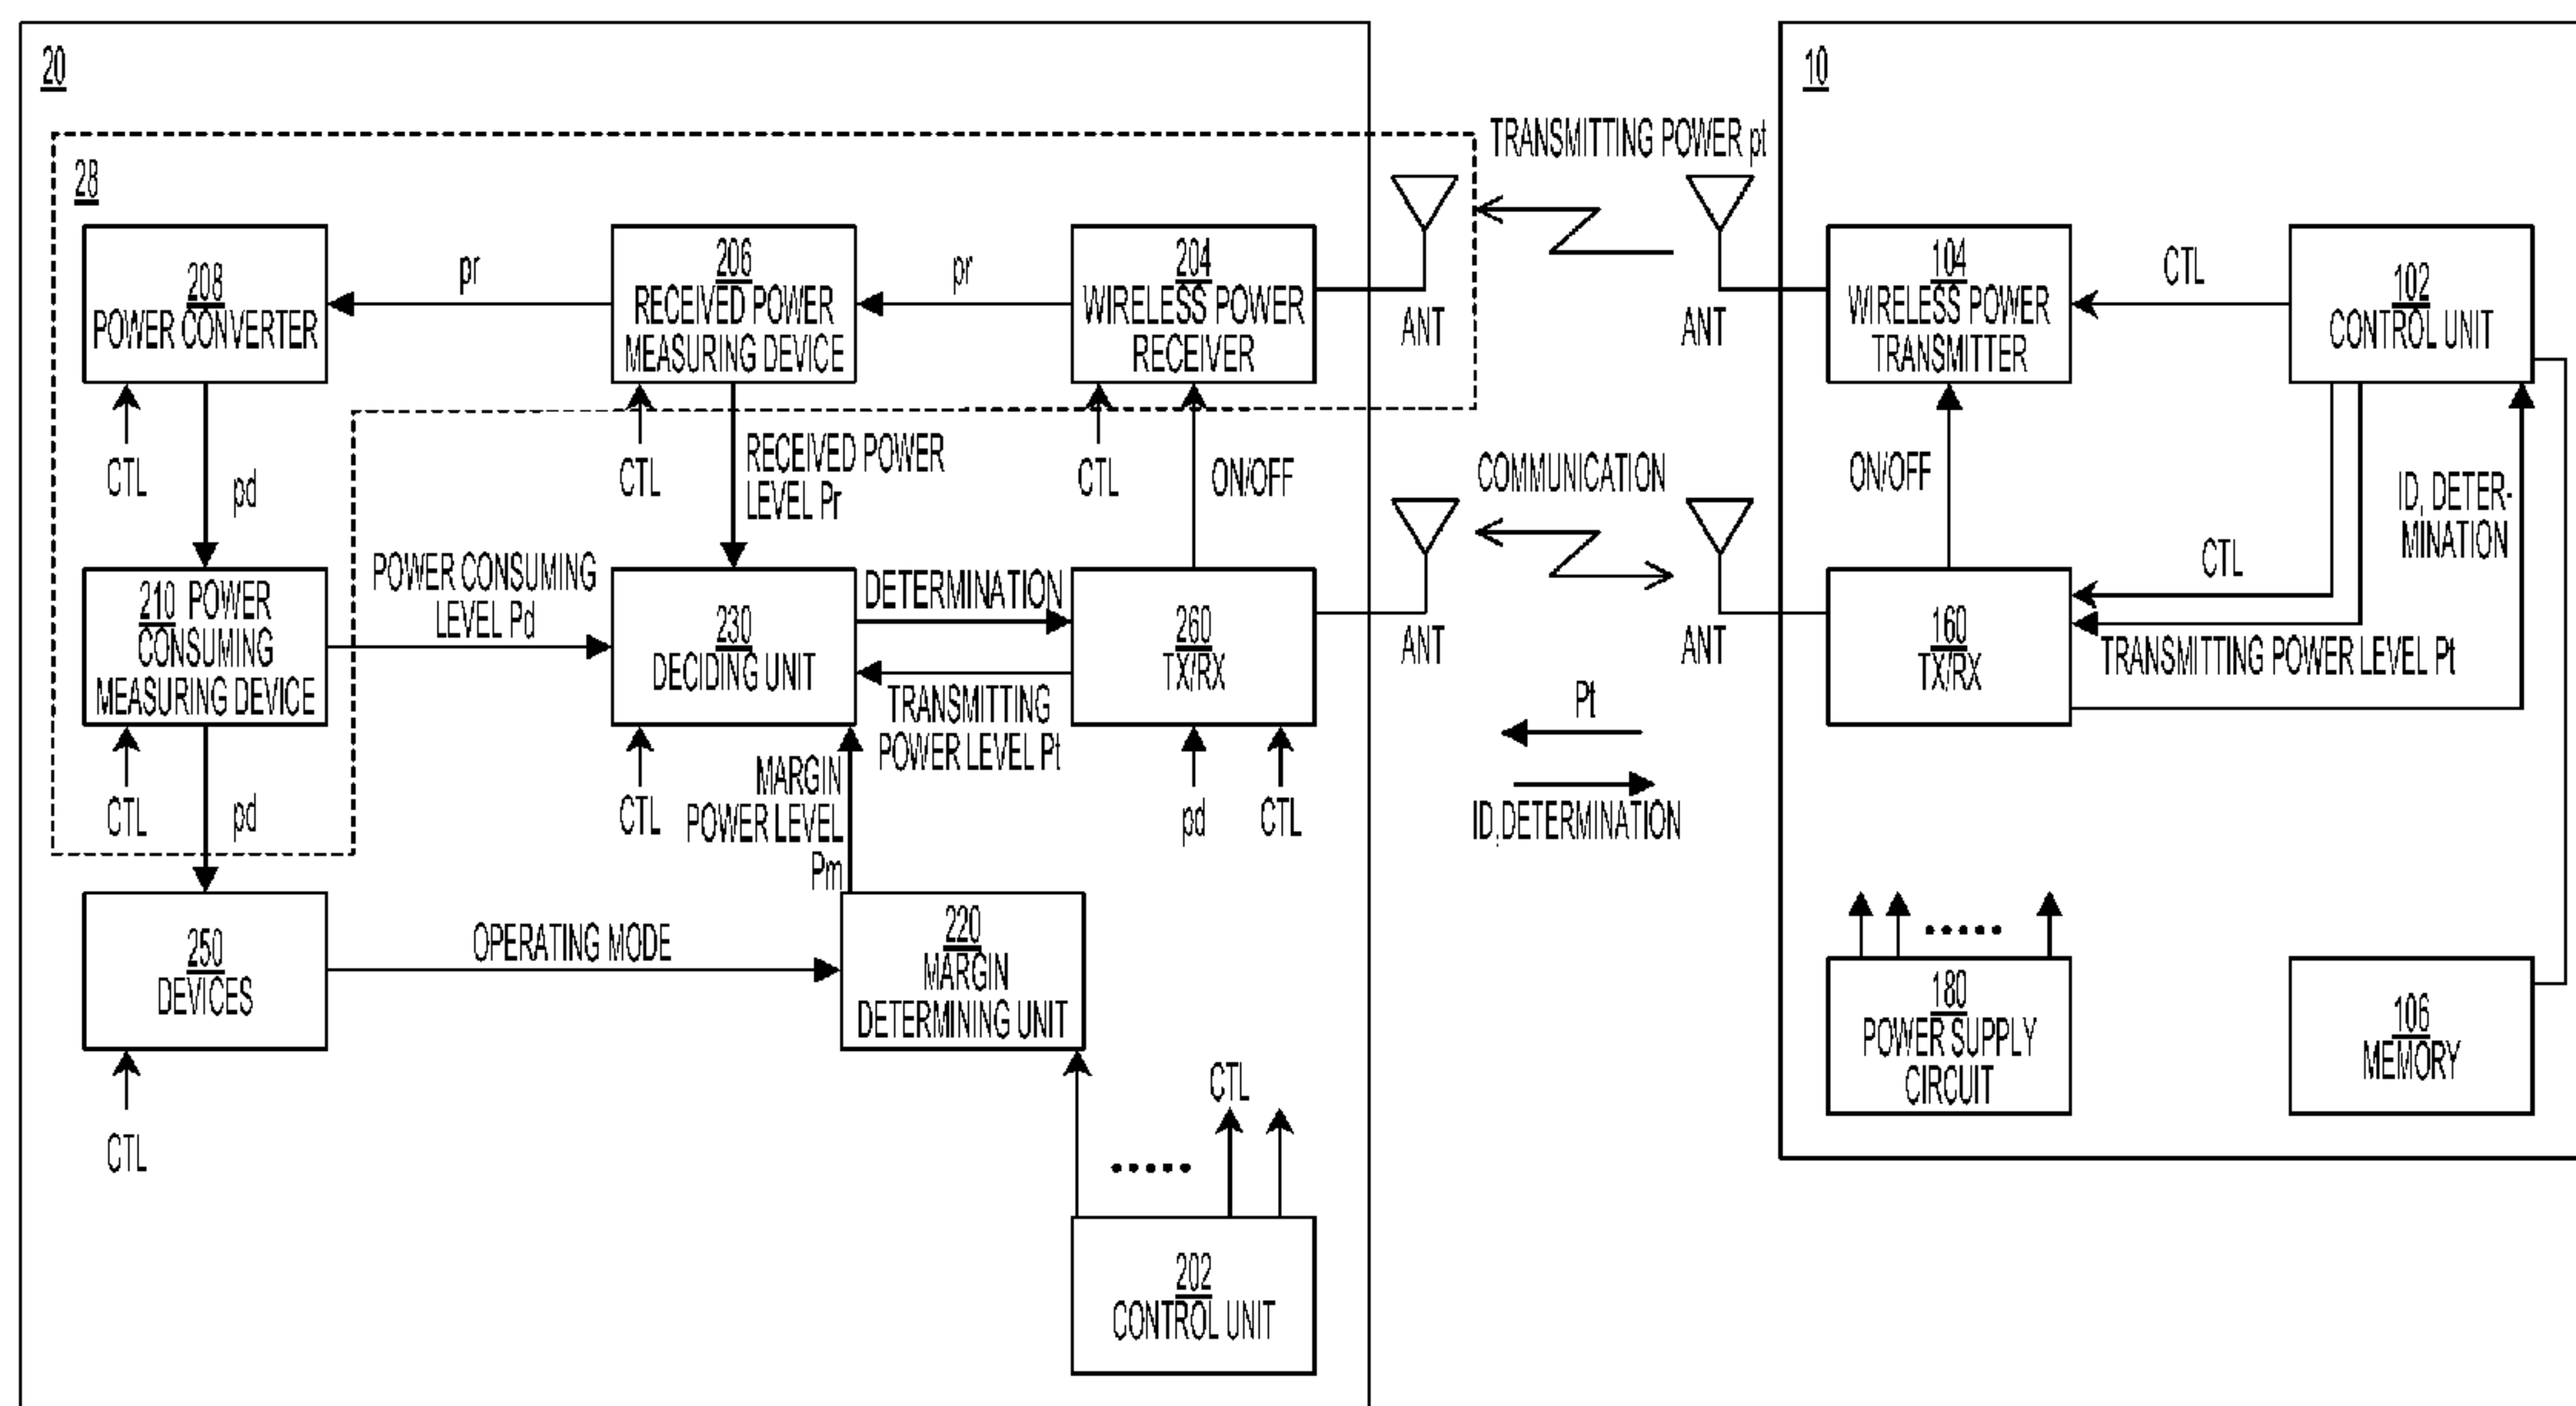 20
10
28
TRANSMITTING POWER pt
208
POWER CONVERTER
pr
206
RECEIVED POWER
MEASURING DEVICE
pr
204
WIRELESS POWER
RECEIVER
ANT
ANT
104
WIRELESS POWER
TRANSMITTER
CTL
102
CONTROL UNIT
CTL
pd
CTL
RECEIVED POWER
LEVEL Pr
CTL
ON/OFF
COMMUNICATION
ON/OFF
ID, DETER-
MINATION
CTL
210 POWER
CONSUMING
MEASURING DEVICE
POWER CONSUMING
LEVEL Pd
230
DECIDING UNIT
DETERMINATION
TRANSMITTING
POWER LEVEL Pt
260
TX/RX
ANT
ANT
160
TX/RX
TRANSMITTING POWER LEVEL Pt
Pt
ID,DETERMINATION
CTL
pd
CTL
MARGIN
POWER LEVEL
Pm
pd
CTL
250
DEVICES
OPERATING MODE
220
MARGIN
DETERMINING UNIT
180
POWER SUPPLY
CIRCUIT
106
MEMORY
CTL
CTL
202
CONTROL UNIT